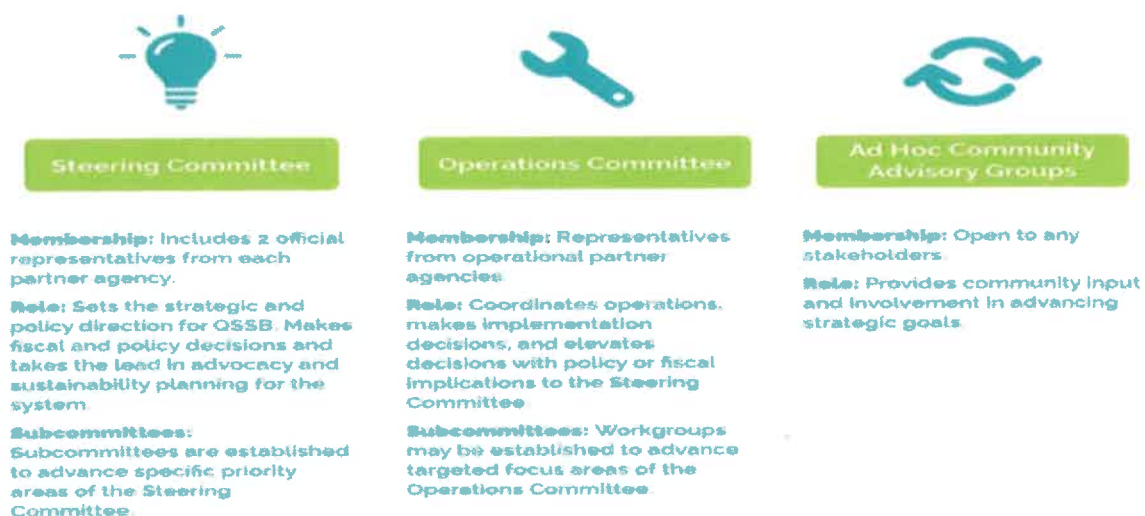 Steering Committee
Membership: Includes 2 official
representatives from each
partner agency.
Role: Sets the strategic and
policy direction for QSSB. Makes
fiscal and policy decisions and
takes the lead in advocacy and
sustainability planning for the
system.
Subcommittees:
Subcommittees are established
to advance specific priority
areas of the Steering
Committee.
Operations Committee
Membership: Representatives
from operational partner
agencies.
Role: Coordinates operations,
makes implementation
decisions, and elevates
decisions with policy or fiscal
implications to the Steering
Committee.
Subcommittees: Workgroups
may be established to advance
targeted focus areas of the
Operations Committee.
Ad Hoc Community
Advisory Groups
Membership: Open to any
stakeholders.
Role: Provides community input
and involvement in advancing
strategic goals.